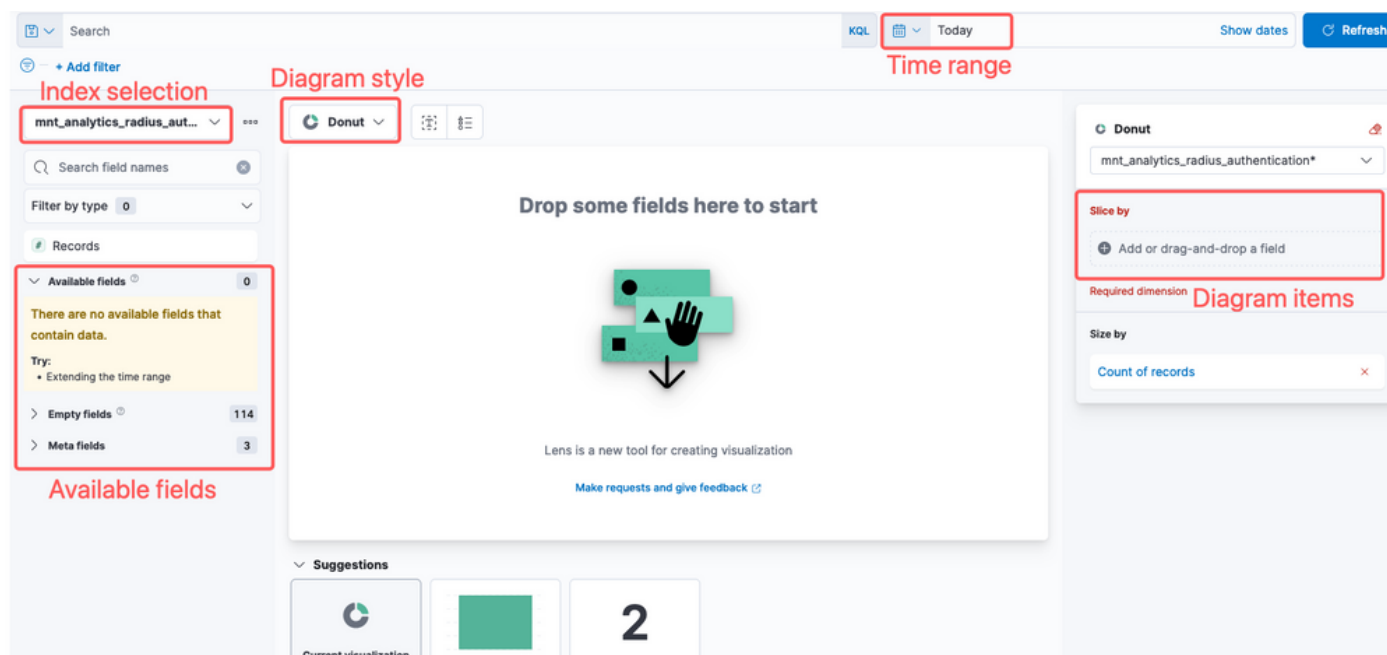 Search
KQL
Today
Show dates
Refresh
+ Add filter
Time range
Index selection
Diagram style
mnt_analytics_radius_aut...
Donut
Search field names
Filter by type 0
Records
Available fields 0
There are no available fields that
contain data.
Try:
• Extending the time range
Empty fields 114
Meta fields 3
Available fields
Drop some fields here to start
Lens is a new tool for creating visualization
Make requests and give feedback
Suggestions
Current visualization
2
Donut
mnt_analytics_radius_authentication*
Slice by
Add or drag-and-drop a field
Required dimension
Diagram items
Size by
Count of records